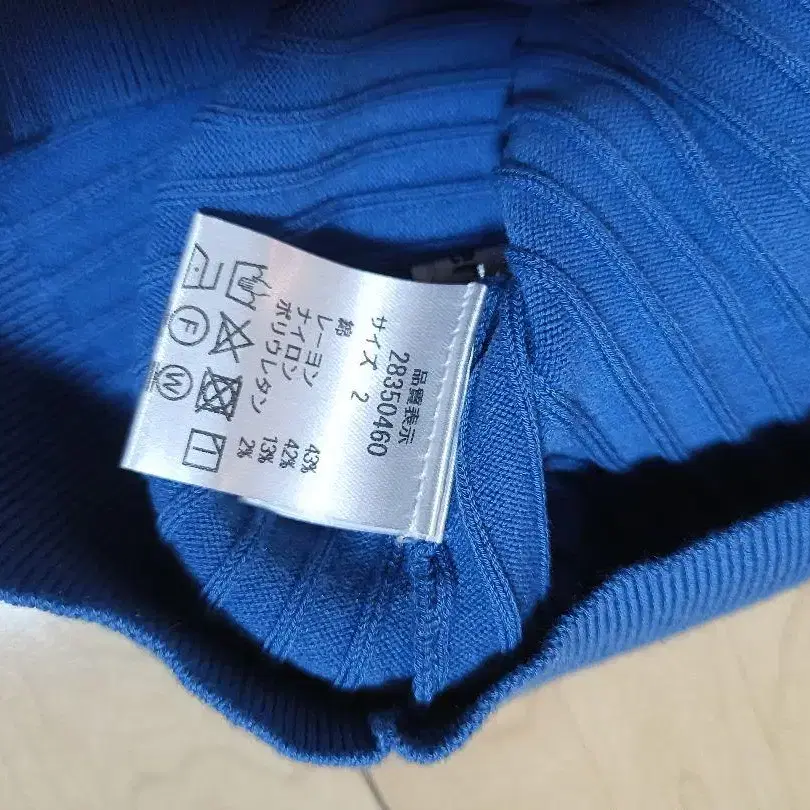 品質表示
28350460
サイズ 2
綿 43%
レーヨン 42%
ナイロン 13%
ポリウレタン 2%
F
W